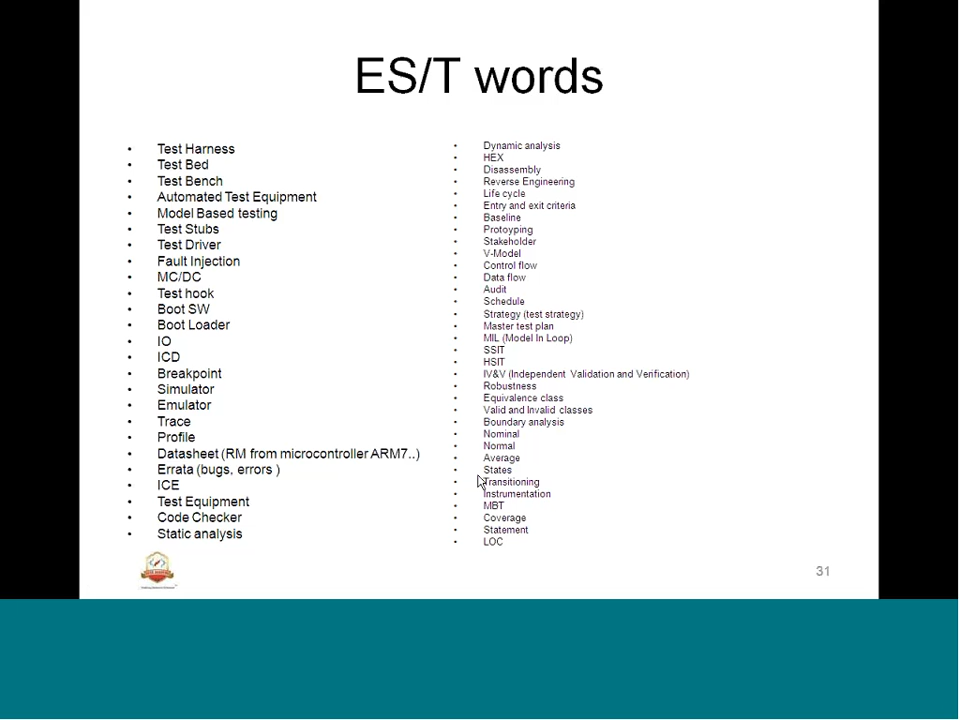 ES/T words
• Test Harness
• Test Bed
• Test Bench
• Automated Test Equipment
• Model Based testing
• Test Stubs
• Test Driver
• Fault Injection
• MC/DC
• Test hook
• Boot SW
• Boot Loader
• IO
• ICD
• Breakpoint
• Simulator
• Emulator
• Trace
• Profile
• Datasheet (RM from microcontroller ARM7..)
• Errata (bugs, errors )
• ICE
• Test Equipment
• Code Checker
• Static analysis
• Dynamic analysis
• HEX
• Disassembly
• Reverse Engineering
• Life cycle
• Entry and exit criteria
• Baseline
• Protoyping
• Stakeholder
• V-Model
• Control flow
• Data flow
• Audit
• Schedule
• Strategy (test strategy)
• Master test plan
• MIL (Model In Loop)
• SSIT
• HSIT
• IV&V (Independent Validation and Verification)
• Robustness
• Equivalence class
• Valid and Invalid classes
• Boundary analysis
• Nominal
• Normal
• Average
• States
• Transitioning
• Instrumentation
• MBT
• Coverage
• Statement
• LOC
31